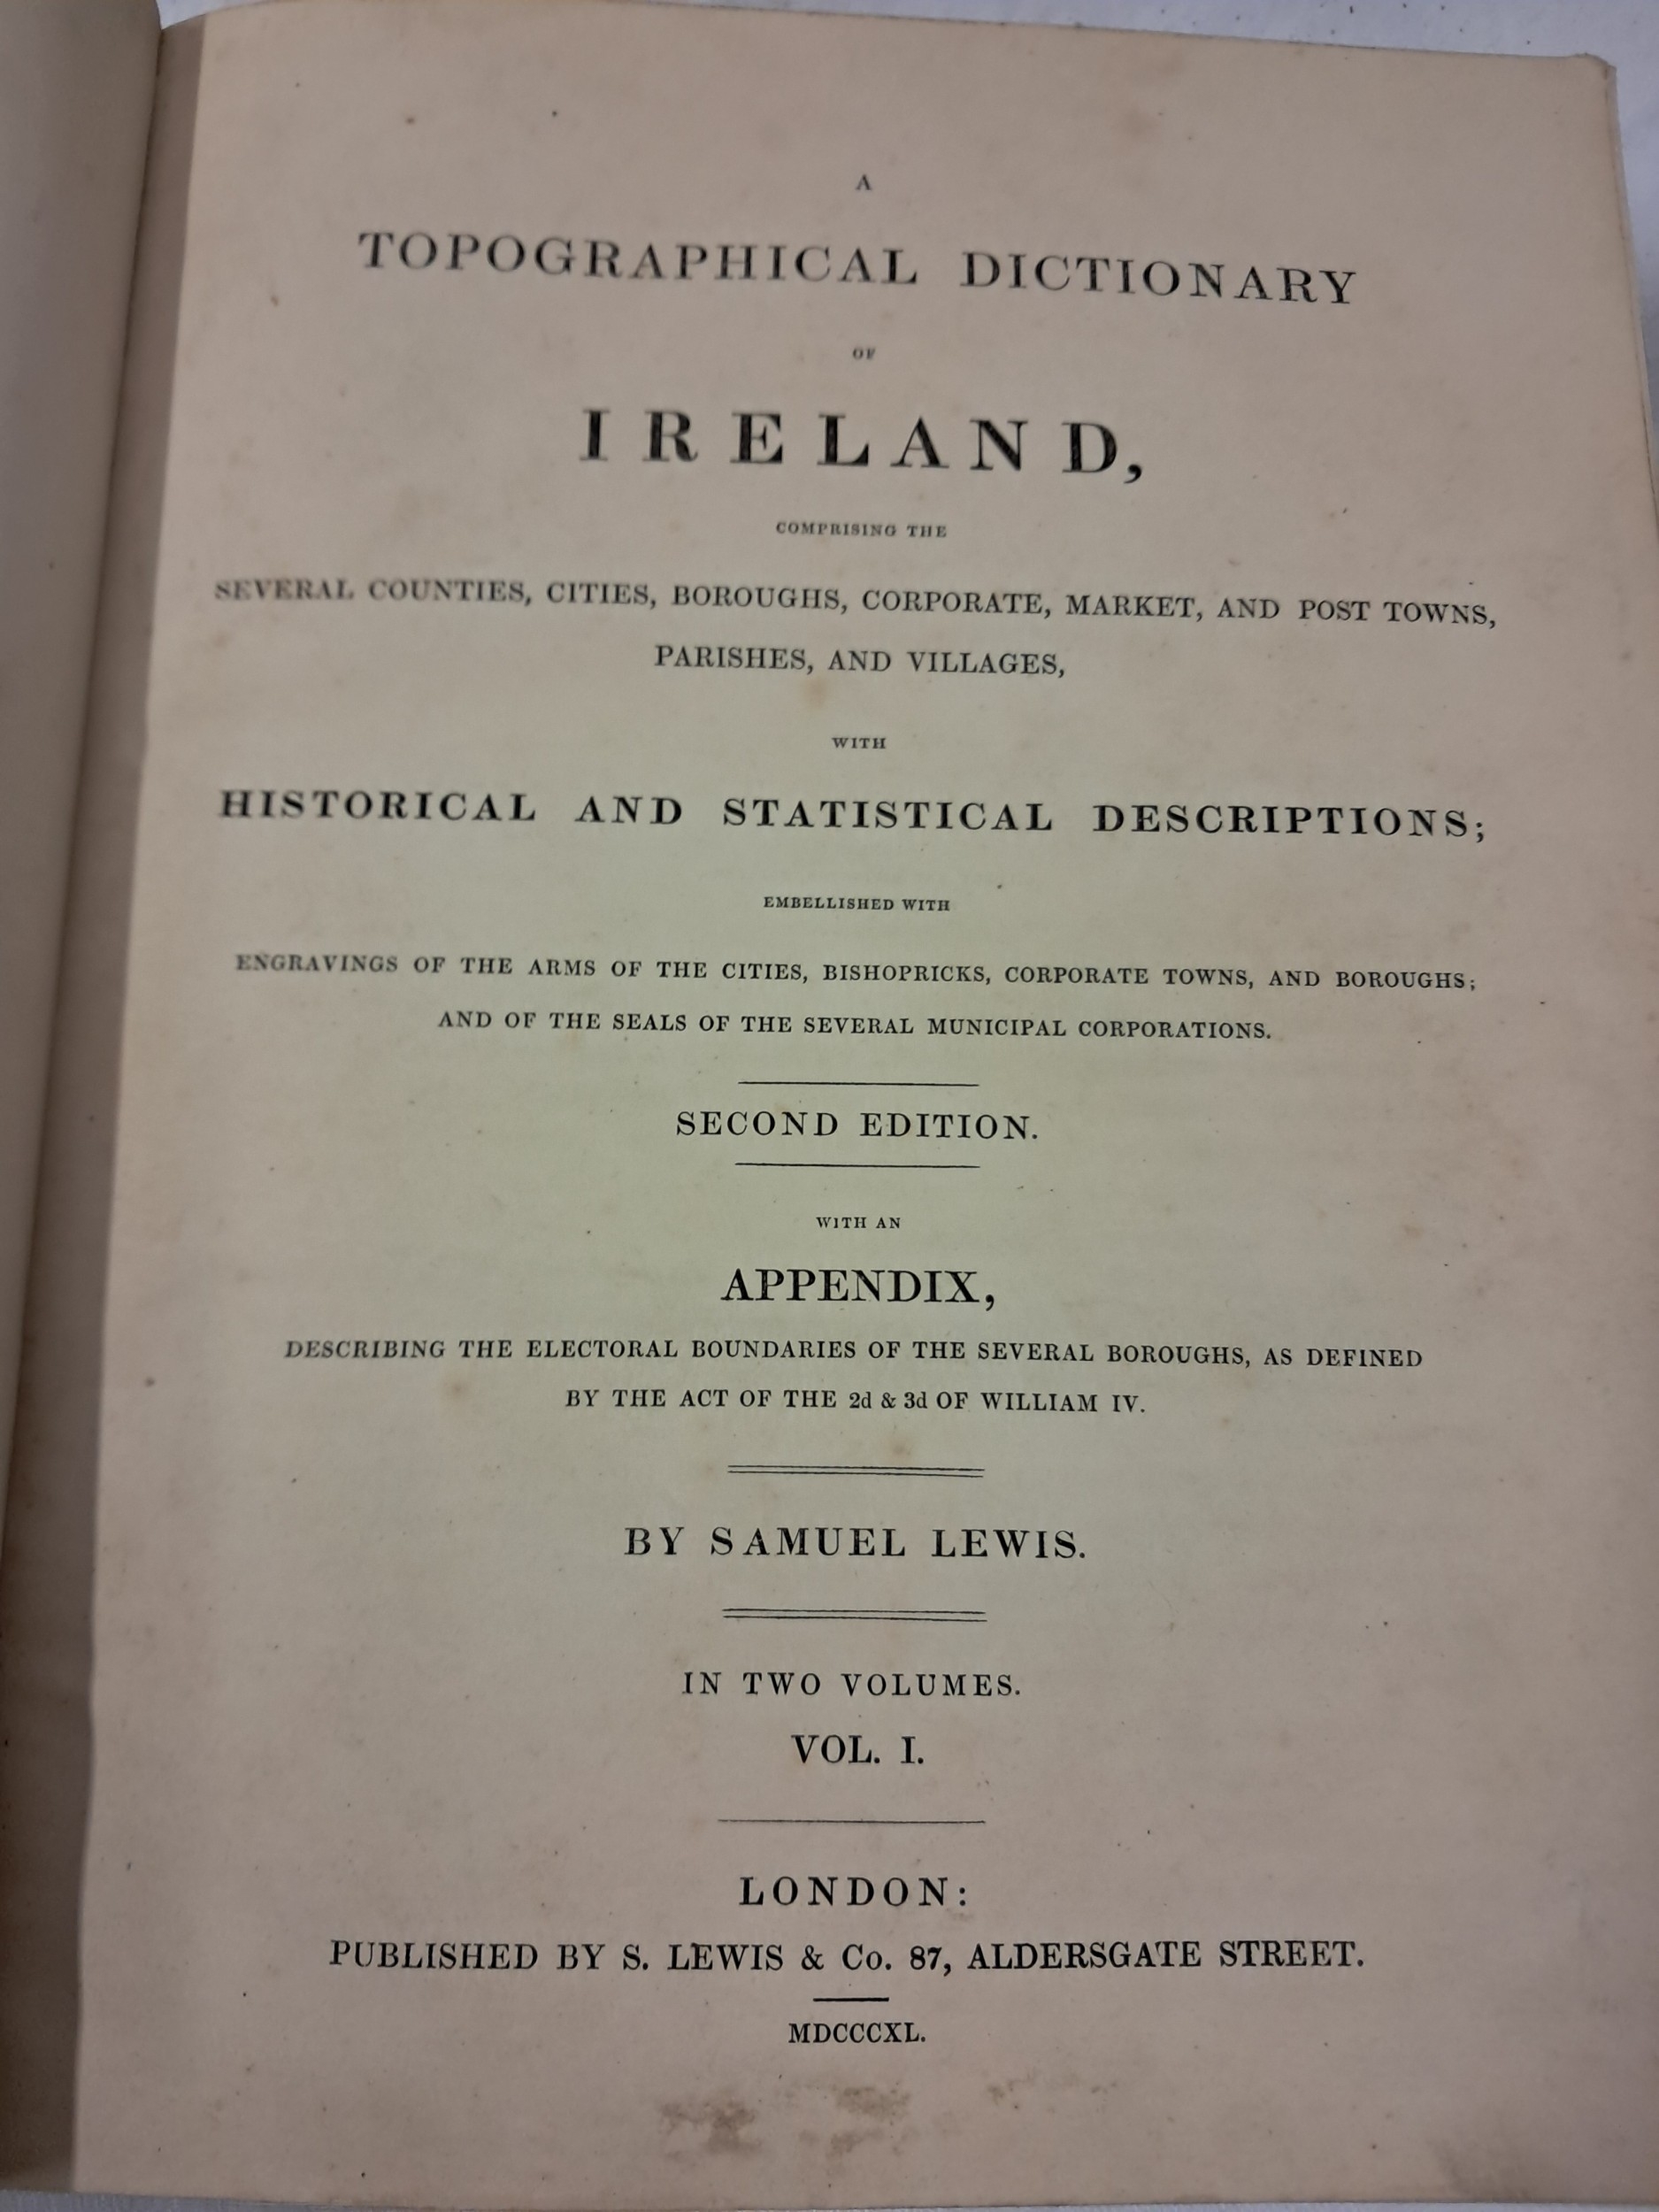 A
TOPOGRAPHICAL DICTIONARY
OF
IRELAND,
COMPRISING THE
SEVERAL COUNTIES, CITIES, BOROUGHS, CORPORATE, MARKET, AND POST TOWNS,
PARISHES, AND VILLAGES,
WITH
HISTORICAL AND STATISTICAL DESCRIPTIONS;
EMBELLISHED WITH
ENGRAVINGS OF THE ARMS OF THE CITIES, BISHOPRICKS, CORPORATE TOWNS, AND BOROUGHS;
AND OF THE SEALS OF THE SEVERAL MUNICIPAL CORPORATIONS.
SECOND EDITION.
WITH AN
APPENDIX,
DESCRIBING THE ELECTORAL BOUNDARIES OF THE SEVERAL BOROUGHS, AS DEFINED
BY THE ACT OF THE 2d & 3d OF WILLIAM IV.
BY SAMUEL LEWIS.
IN TWO VOLUMES.
VOL. I.
LONDON:
PUBLISHED BY S. LEWIS & Co. 87, ALDERSGATE STREET.
MDCCCXL.